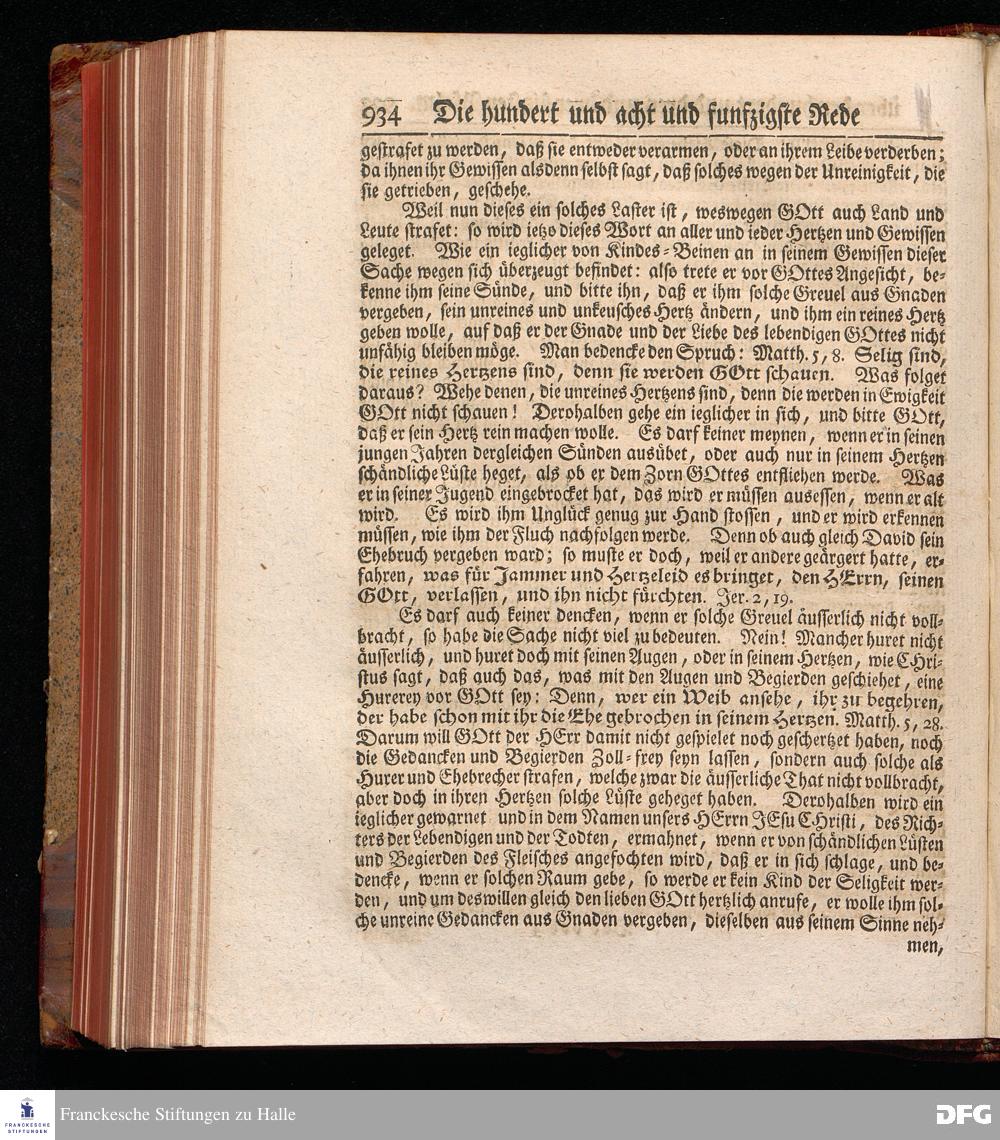 934 Die hundert und acht und funfzigste Rede
gestrafet zu werden, daß sie entweder verarmen, oder an ihrem Leibe verderben;
da ihnen ihr Gewissen alsdenn selbst sagt, daß solches wegen der Unreinigkeit, die
sie getrieben, geschehe.
Weil nun dieses ein solches Laster ist, weswegen GOtt auch Land und
Leute strafet: so wird ietzo dieses Wort an aller und ieder Hertzen und Gewissen
geleget. Wie ein ieglicher von Kindes-Beinen an in seinem Gewissen dieser
Sache wegen sich überzeugt befindet: also trete er vor GOttes Angesicht, be-
kenne ihm seine Sünde, und bitte ihn, daß er ihm solche Greuel aus Gnaden
vergeben, sein unreines und unkeusches Hertz ändern, und ihm ein reines Hertz
geben wolle, auf daß er der Gnade und der Liebe des lebendigen GOttes nicht
unfähig bleiben möge. Man bedencke den Spruch: Matth. 5, 8. Selig sind,
die reines Hertzens sind, denn sie werden GOtt schauen. Was folget
daraus? Wehe denen, die unreines Hertzens sind, denn die werden in Ewigkeit
GOtt nicht schauen! Derohalben gehe ein ieglicher in sich, und bitte GOtt,
daß er sein Hertz rein machen wolle. Es darf keiner meynen, wenn er in seinen
jungen Jahren dergleichen Sünden ausübet, oder auch nur in seinem Hertzen
schändliche Lüste heget, als ob er dem Zorn GOttes entfliehen werde. Was
er in seiner Jugend eingebrocket hat, das wird er müssen ausessen, wenn er alt
wird. Es wird ihm Unglück genug zur Hand stossen, und er wird erkennen
müssen, wie ihm der Fluch nachfolgen werde. Denn ob auch gleich David sein
Ehebruch vergeben ward; so muste er doch, weil er andere geärgert hatte, er-
fahren, was für Jammer und Hertzeleid es bringet, den HErrn, seinen
GOtt, verlassen, und ihn nicht fürchten. Jer. 2, 19.
Es darf auch keiner dencken, wenn er solche Greuel äusserlich nicht voll-
bracht, so habe die Sache nicht viel zu bedeuten. Nein! Mancher huret nicht
äusserlich, und huret doch mit seinen Augen, oder in seinem Hertzen, wie CHri-
stus sagt, daß auch das, was mit den Augen und Begierden geschiehet, eine
Hurerey vor GOtt sey: Denn, wer ein Weib ansehe, ihr zu begehren,
der habe schon mit ihr die Ehe gebrochen in seinem Hertzen. Matth. 5, 28.
Darum will GOtt der HErr damit nicht gespielet noch geschertzet haben, noch
die Gedancken und Begierden Zoll-frey seyn lassen, sondern auch solche als
Hurer und Ehebrecher strafen, welche zwar die äusserliche That nicht vollbracht,
aber doch in ihren Hertzen solche Lüste geheget haben. Derohalben wird ein
ieglicher gewarnet und in dem Namen unsers HErrn JEsu CHristi, des Rich-
ters der Lebendigen und der Todten, ermahnet, wenn er von schändlichen Lüsten
und Begierden des Fleisches angefochten wird, daß er in sich schlage, und be-
dencke, wenn er solchen Raum gebe, so werde er kein Kind der Seligkeit wer-
den, und um deswillen gleich den lieben GOtt hertzlich anrufe, er wolle ihm sol-
che unreine Gedancken aus Gnaden vergeben, dieselben aus seinem Sinne neh-
men,
FRANCKESCHE
STIFTUNGEN
Franckesche Stiftungen zu Halle
DFG